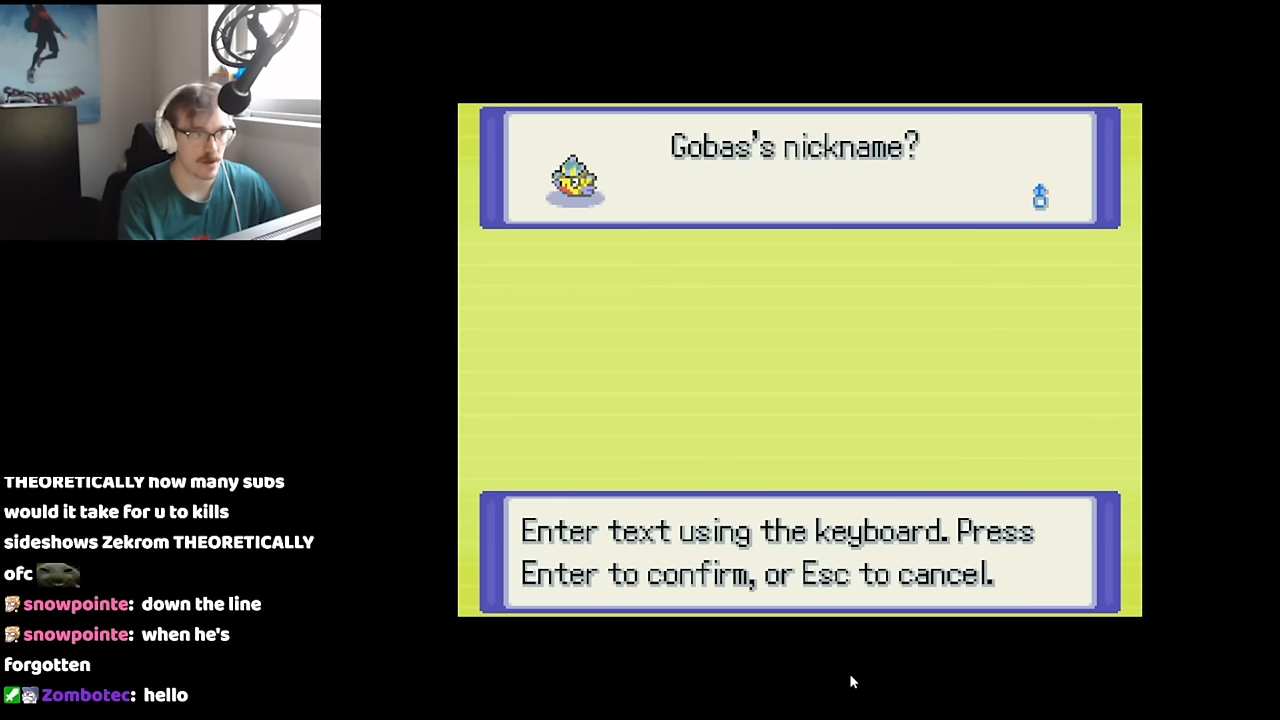 SPIDER-MAN
Gobas's nickname?
Enter text using the keyboard. Press
Enter to confirm, or Esc to cancel.
THEORETICALLY how many subs
would it take for u to kills
sideshows Zekrom THEORETICALLY
ofc
snowpointe: down the line
snowpointe: when he's
forgotten
Zombotec: hello